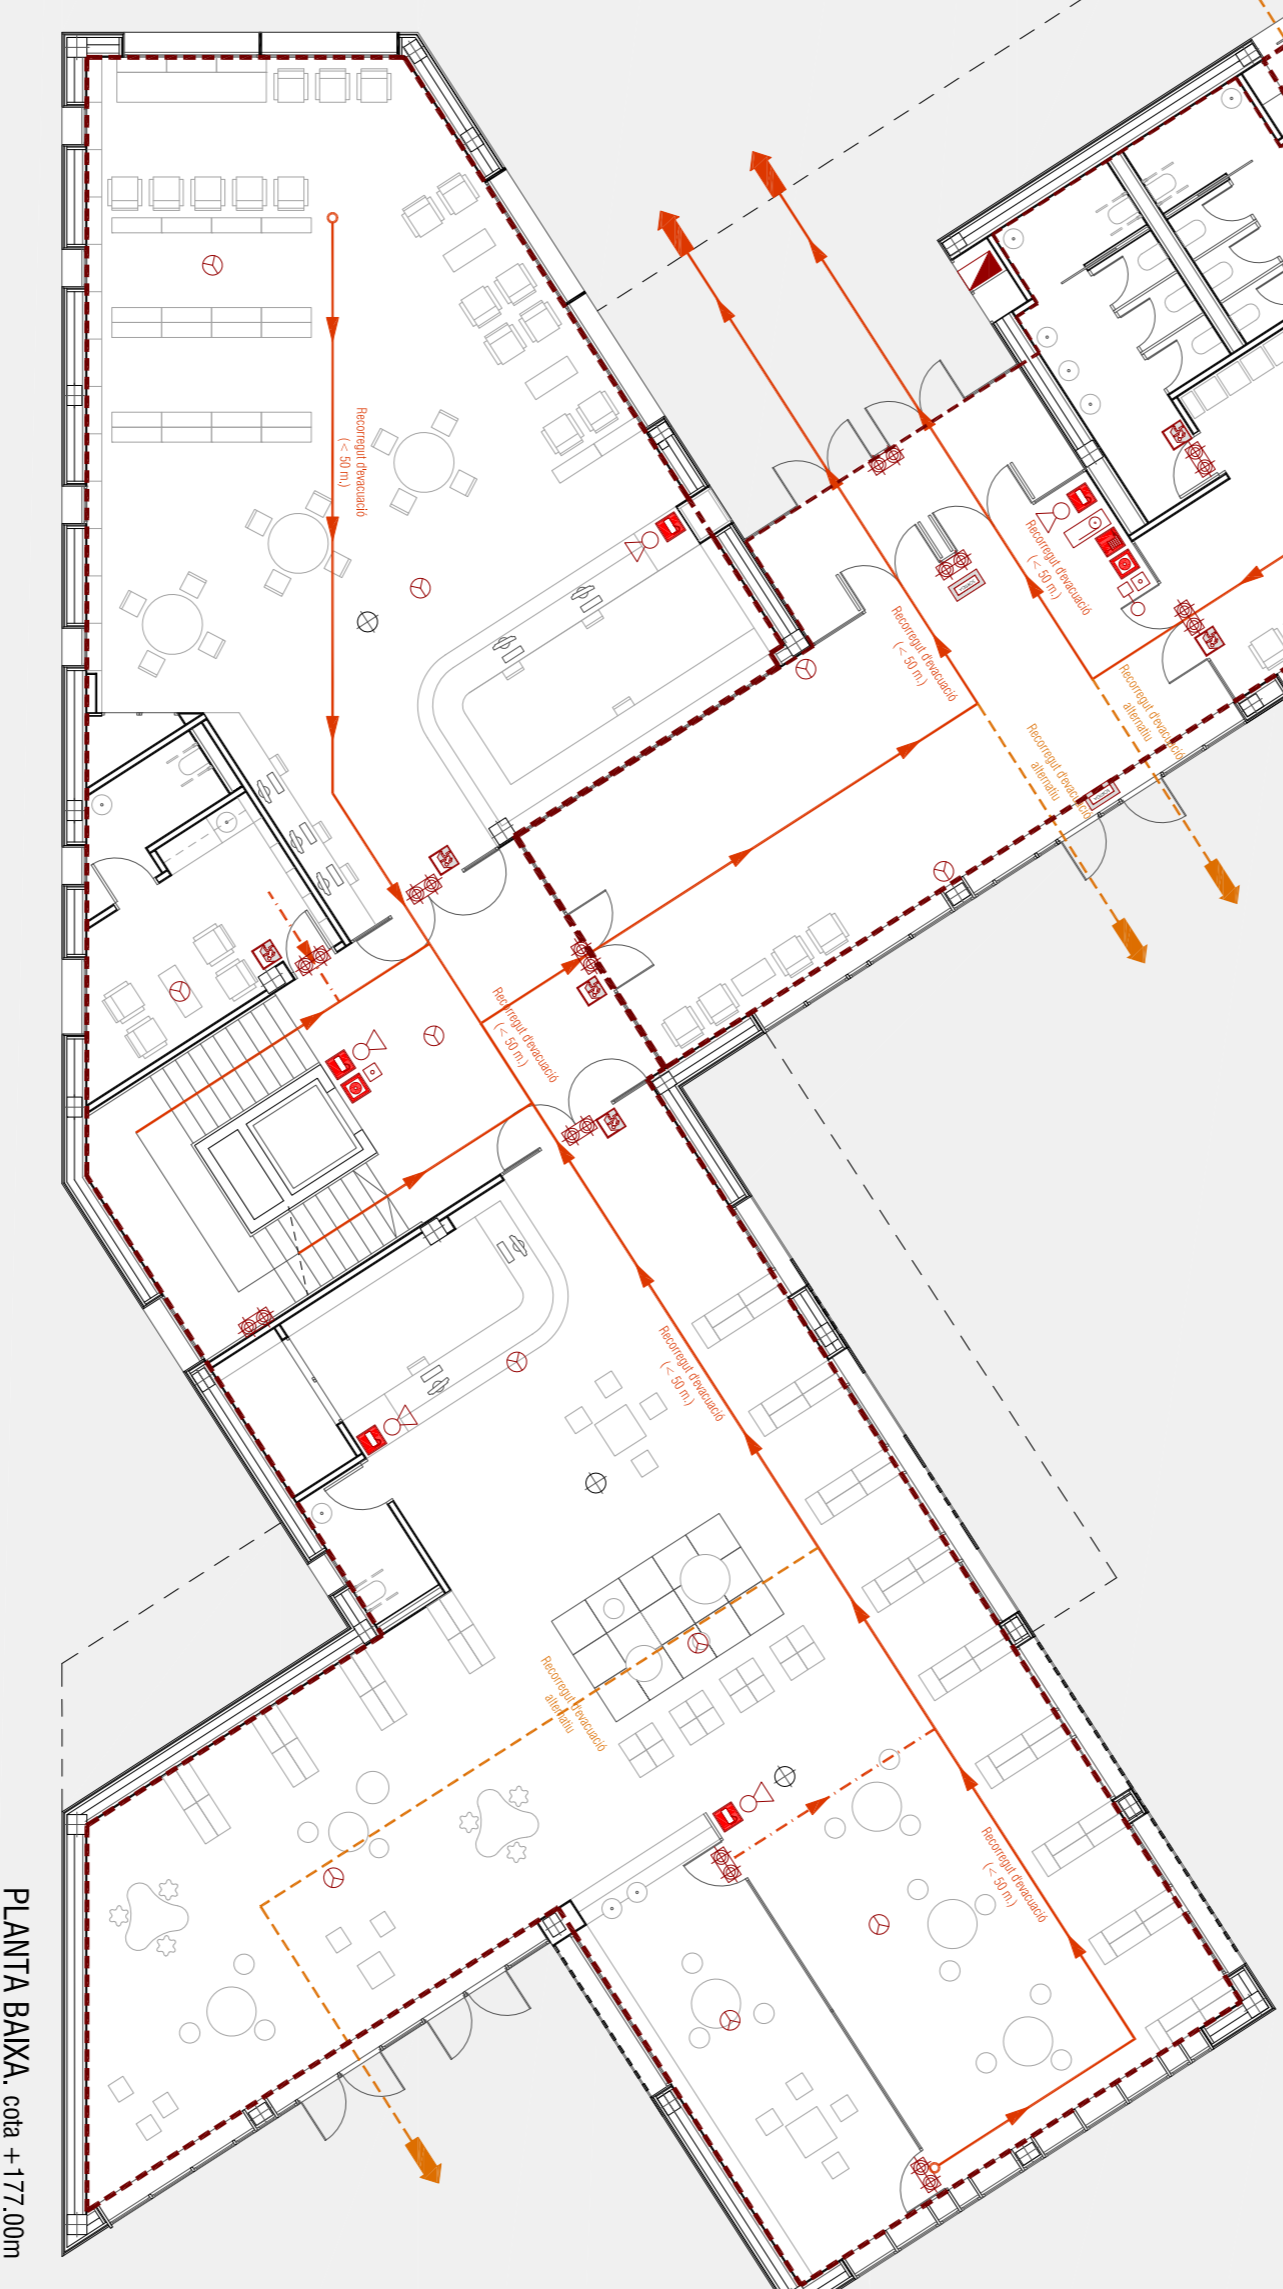 Recorregut d'evacuació
(< 50 m.)
Recorregut d'evacuació
(< 50 m.)
Recorregut d'evacuació
(< 50 m.)
Recorregut d'evacuació
alternatiu
Recorregut d'evacuació
alternatiu
Recorregut d'evacuació
(< 50 m.)
Recorregut d'evacuació
(< 50 m.)
Recorregut d'evacuació
alternatiu
Recorregut d'evacuació
(< 50 m.)
PLANTA BAIXA. cota +177.00m